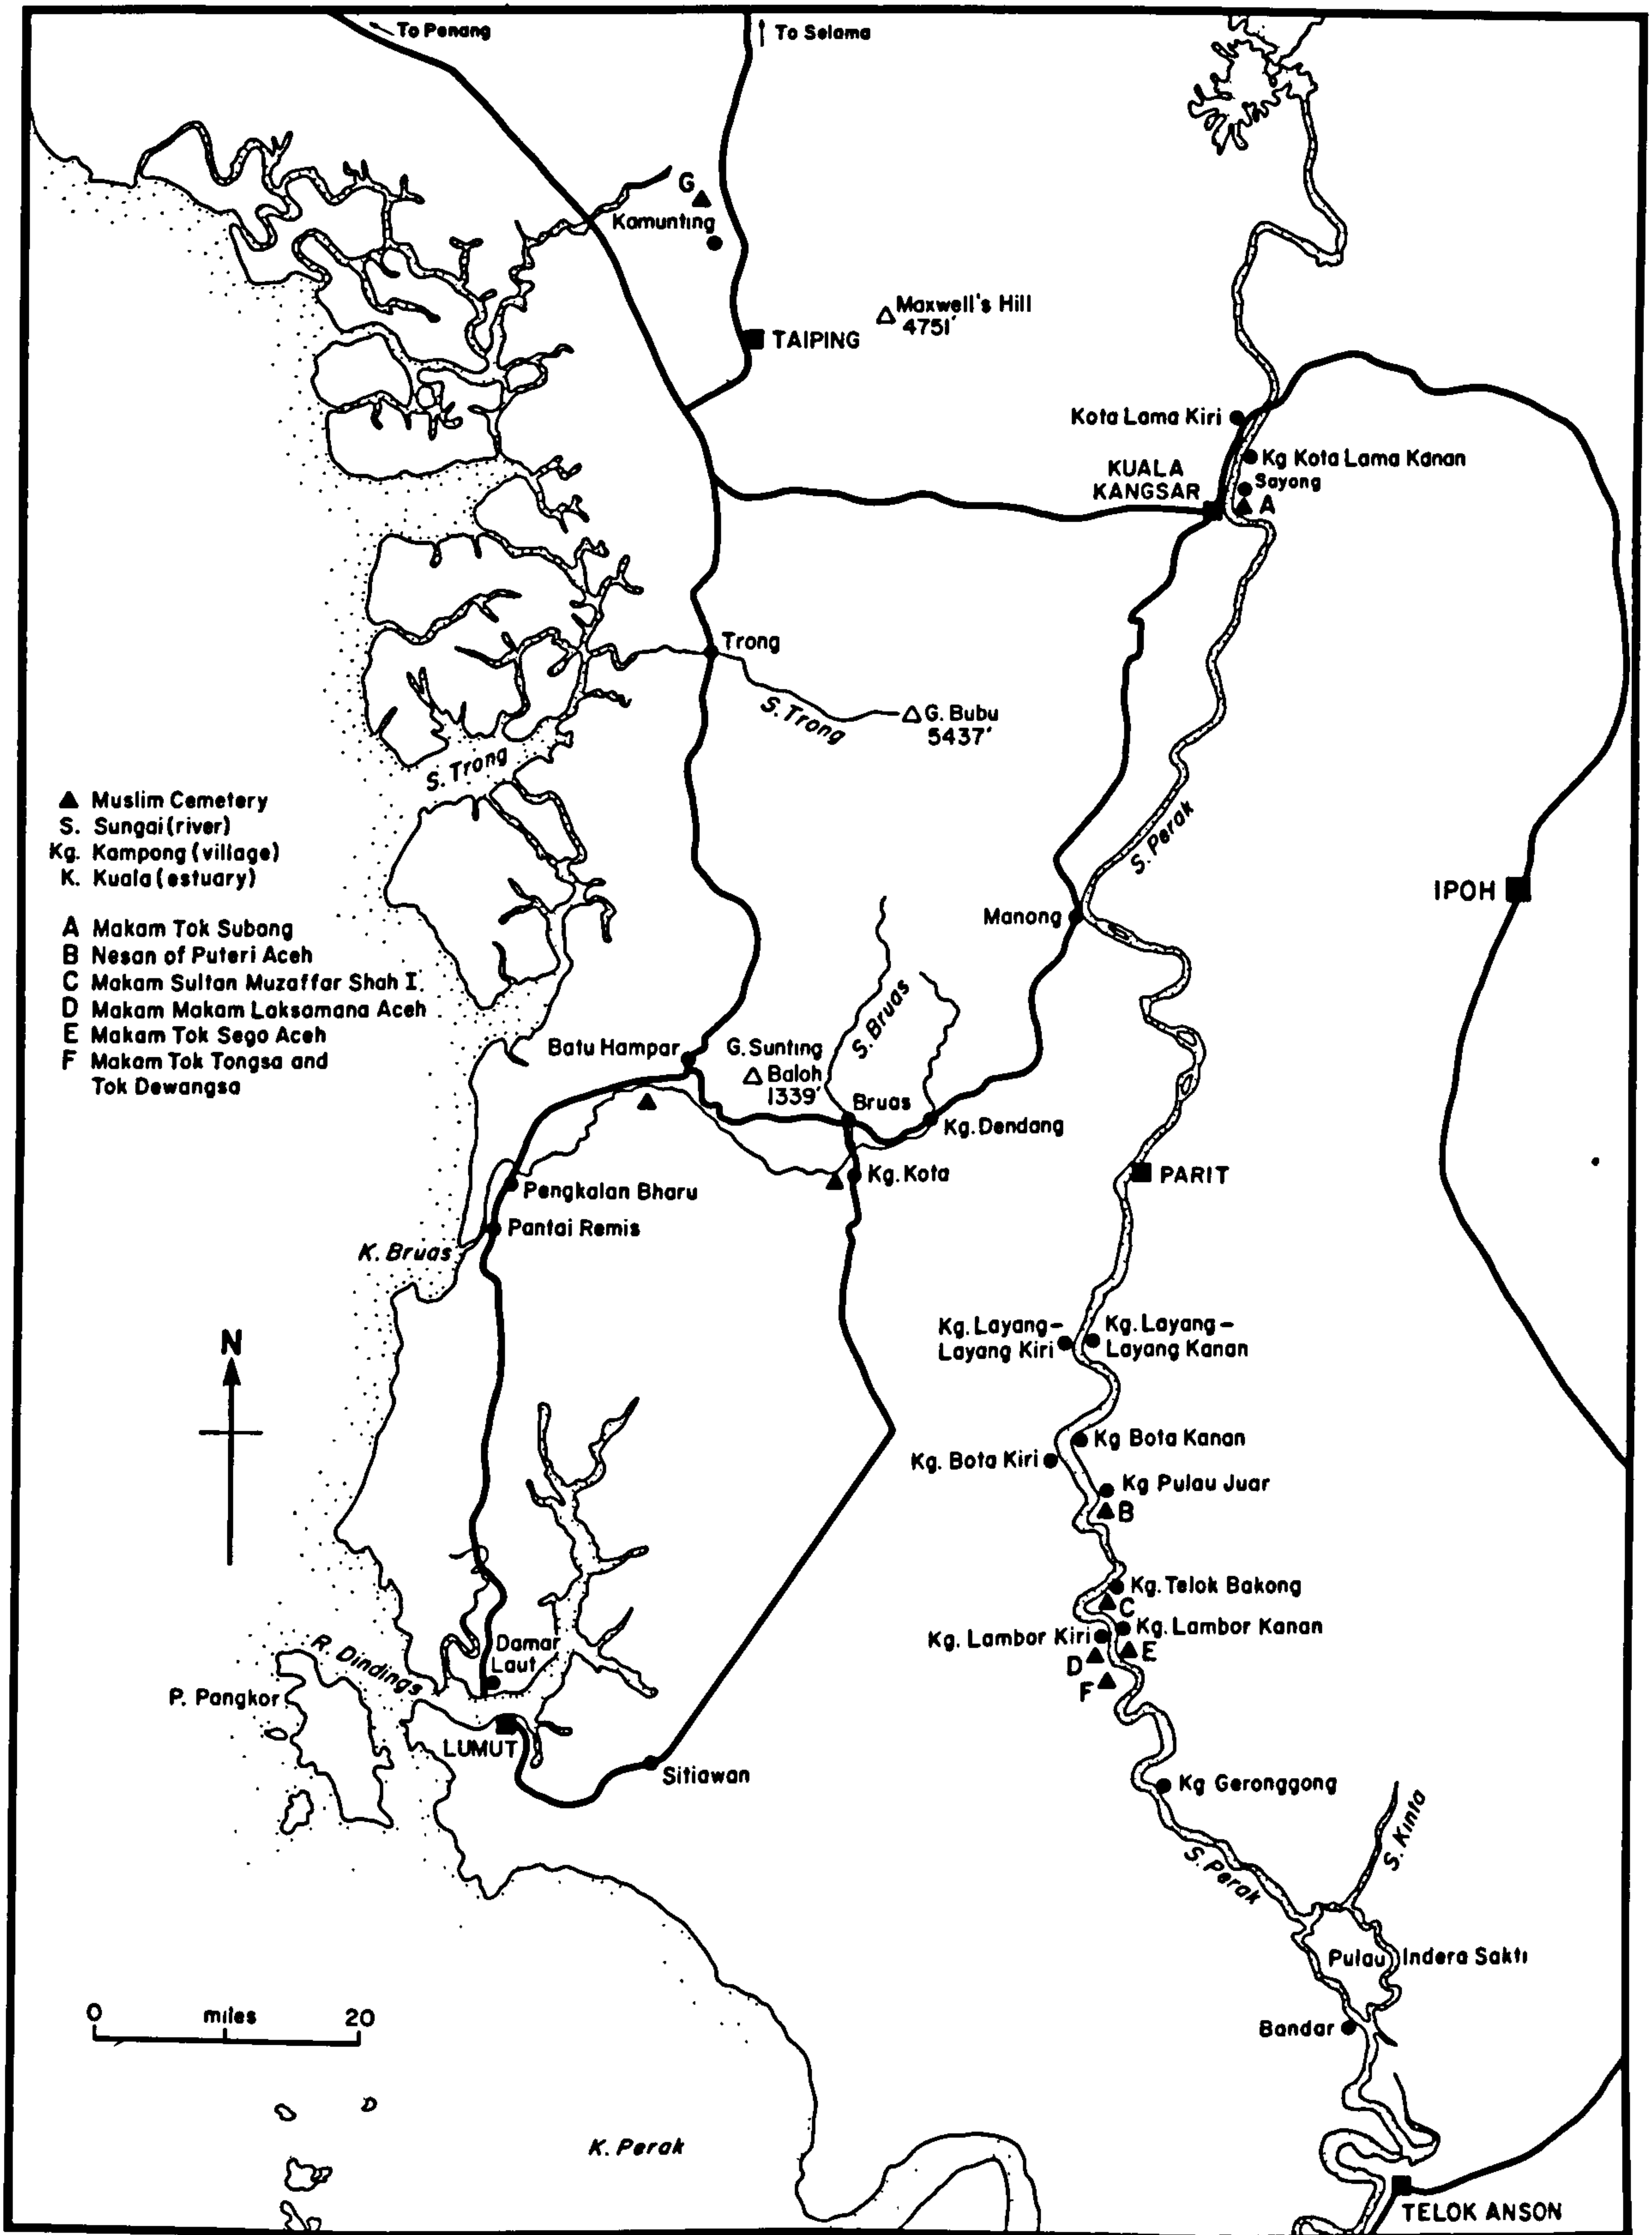 To Penang
To Selama
G
Kamunting
Maxwell's Hill
4751'
TAIPING
Kota Lama Kiri
Kg Kota Lama Kanan
KUALA
KANGSAR
Sayong
A
Trong
S. Trong
G. Bubu
5437'
S. Trong
S. Perak
▲ Muslim Cemetery
S. Sungai (river)
Kg. Kampong (village)
K. Kuala (estuary)
A Makam Tok Subang
B Nesan of Puteri Aceh
C Makam Sultan Muzaffar Shah I.
D Makam Makam Laksamana Aceh
E Makam Tok Sego Aceh
F Makam Tok Tongsa and
Tok Dewangsa
IPOH
Manong
S. Bruas
Batu Hampar
G. Sunting
Baloh
1339'
Bruas
Kg. Dendang
Kg. Kota
PARIT
Pengkalan Bharu
Pantai Remis
K. Bruas
N
Kg. Layang-
Layang Kiri
Kg. Layang-
Layang Kanan
Kg Bota Kanan
Kg. Bota Kiri
Kg Pulau Juar
B
Kg. Telok Bakong
C
Kg. Lambor Kanan
Kg. Lambor Kiri
E
D
F
R. Dindings
Damar
Laut
P. Pangkor
LUMUT
Sitiawan
Kg Geronggong
S. Kinta
S. Perak
Pulau Indera Sakti
Bandar
0 miles 20
K. Perak
TELOK ANSON